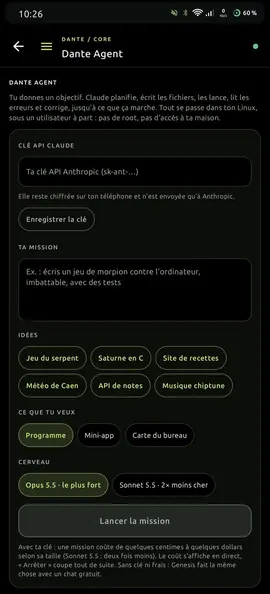 10:26
0 KB/s
60 %
DANTE / CORE
Dante Agent
DANTE AGENT
Tu donnes un objectif. Claude planifie, écrit les fichiers, les lance, lit les
erreurs et corrige, jusqu'à ce que ça marche. Tout se passe dans ton Linux,
sous un utilisateur à part : pas de root, pas d'accès à ta maison.
CLÉ API CLAUDE
Ta clé API Anthropic (sk-ant-…)
Elle reste chiffrée sur ton téléphone et n'est envoyée qu'à Anthropic.
Enregistrer la clé
TA MISSION
Ex. : écris un jeu de morpion contre l'ordinateur,
imbattable, avec des tests
IDÉES
Jeu du serpent
Saturne en C
Site de recettes
Météo de Caen
API de notes
Musique chiptune
CE QUE TU VEUX
Programme
Mini-app
Carte du bureau
CERVEAU
Opus 5.5 · le plus fort
Sonnet 5.5 · 2× moins cher
Lancer la mission
Avec ta clé : une mission coûte de quelques centimes à quelques dollars
selon sa taille (Sonnet 5.5 : deux fois moins). Le coût s'affiche en direct,
« Arrêter » coupe tout de suite. Sans clé ni frais : Genesis fait la même
chose avec un chat gratuit.